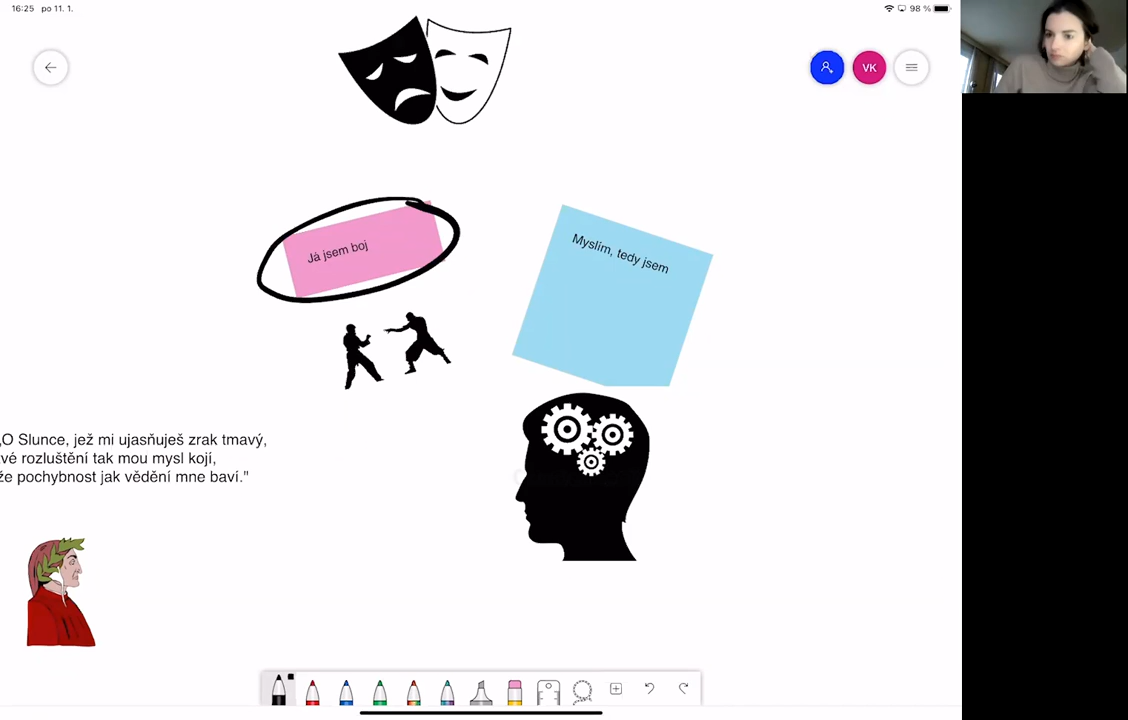 16:25 po 11. 1.
98 %
VK
Já jsem boj
Myslím, tedy jsem
„O Slunce, jež mi ujasňuješ zrak tmavý,
vé rozluštění tak mou mysl kojí,
že pochybnost jak vědění mne baví."